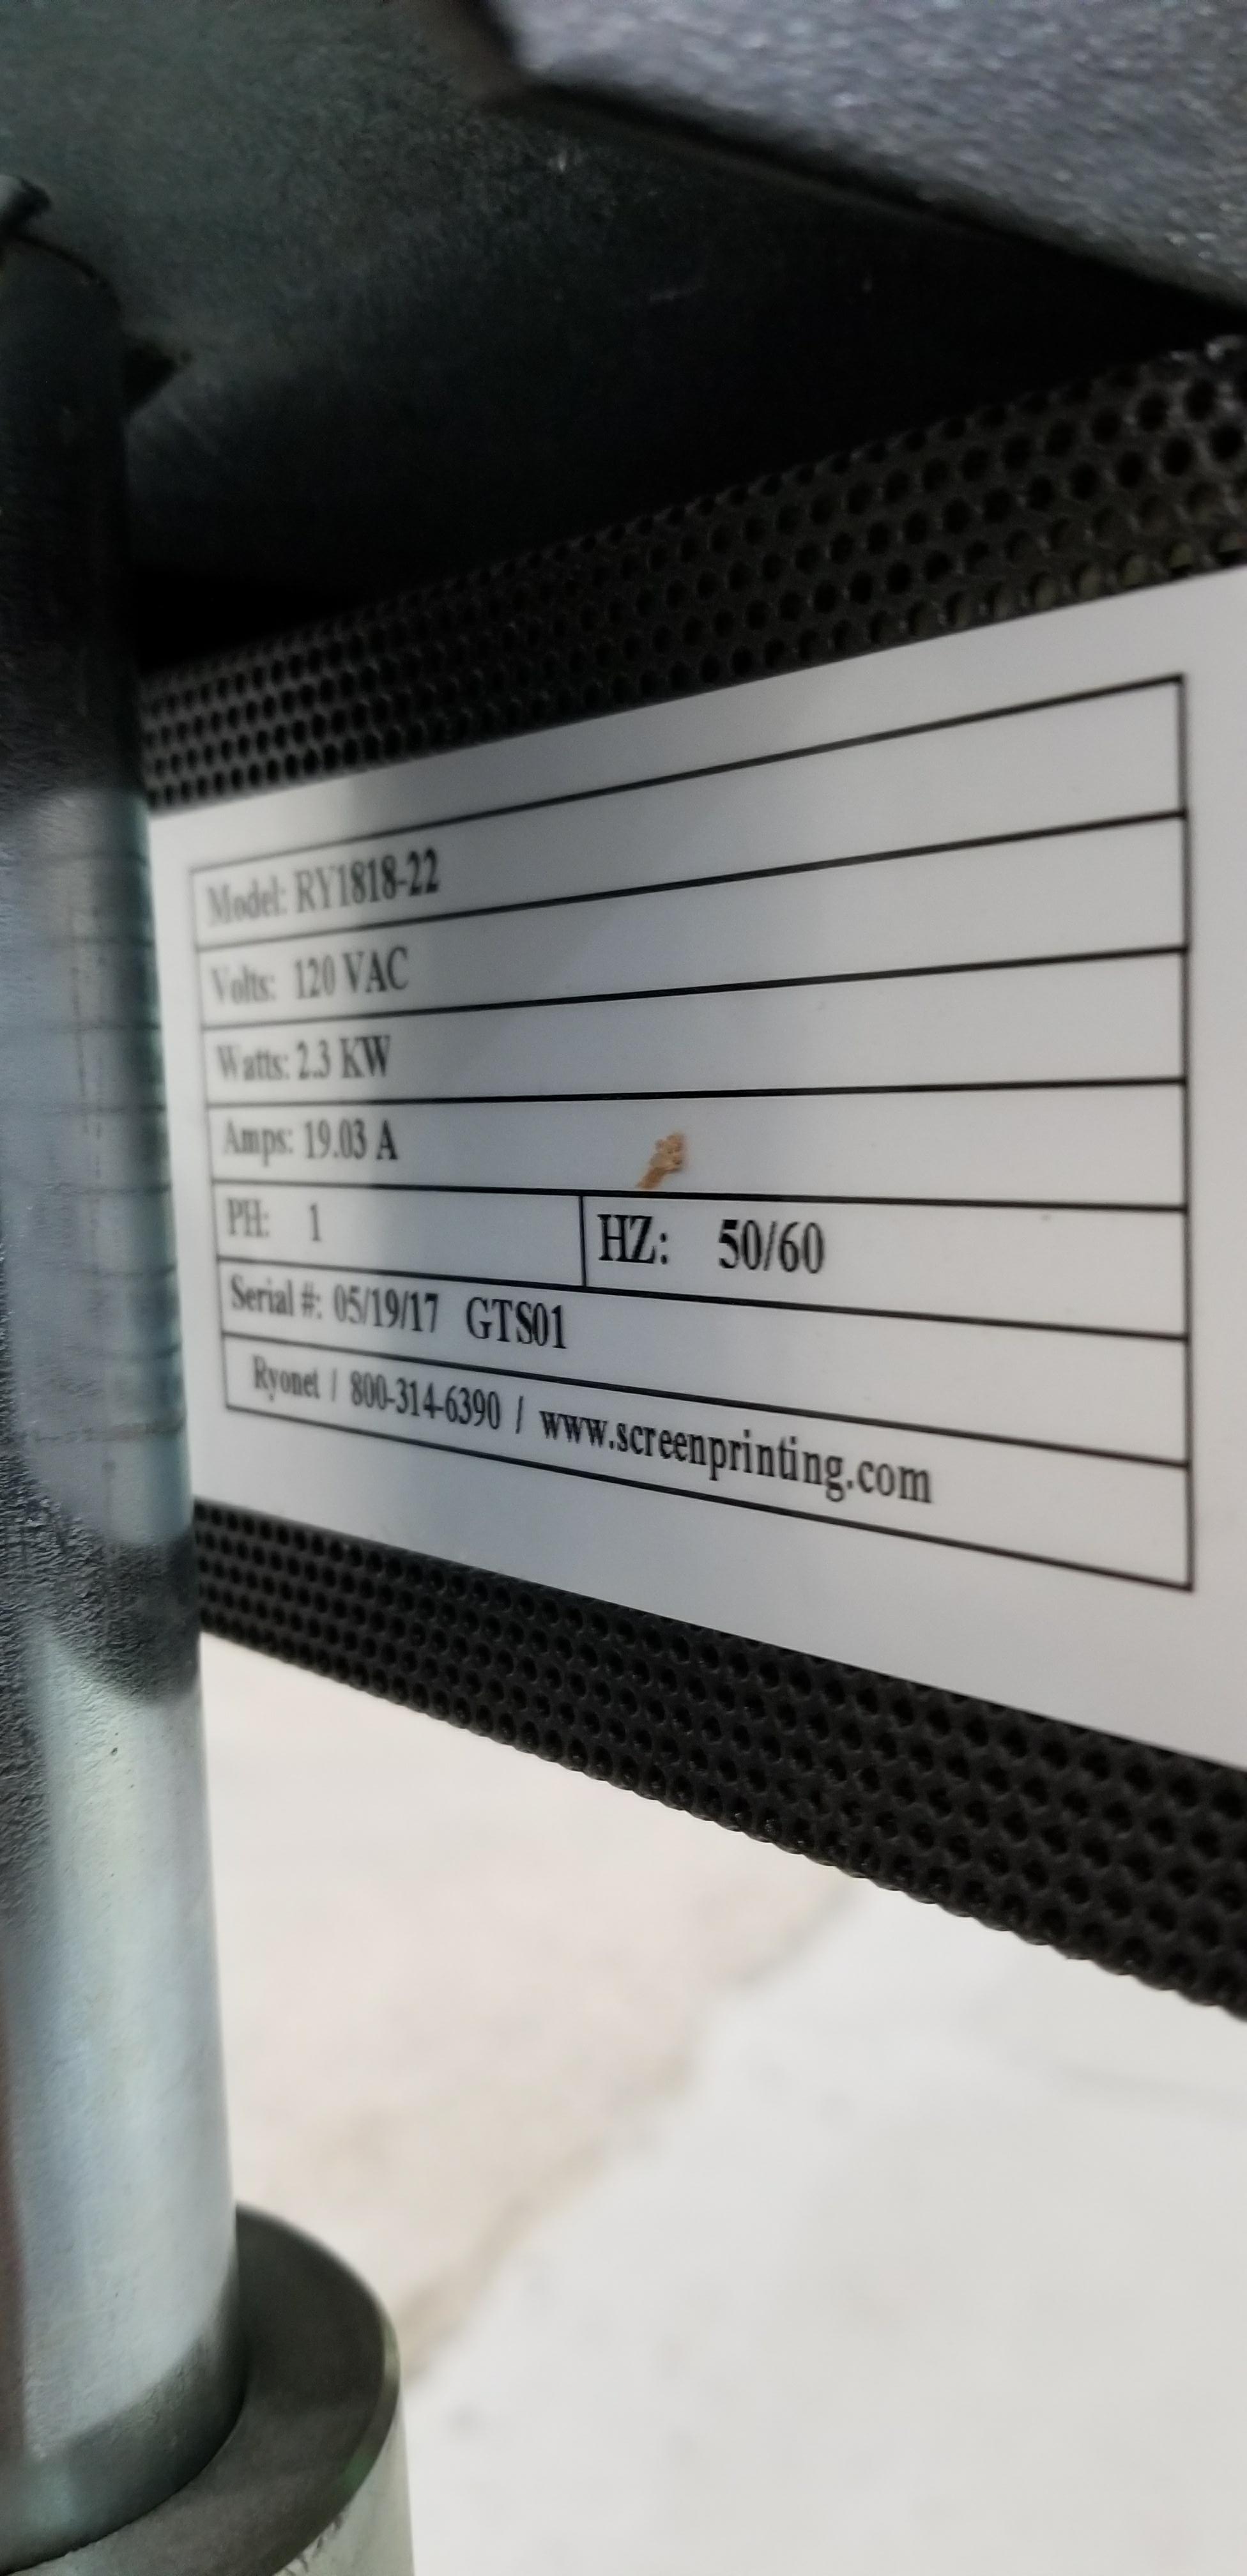 Model: RY1818-22
Volts: 120 VAC
Watts: 2.3 KW
Amps: 19.03 A
PH: 1 HZ: 50/60
Serial #: 05/19/17 GTS01
Ryonet / 800-314-6390 / www.screenprinting.com